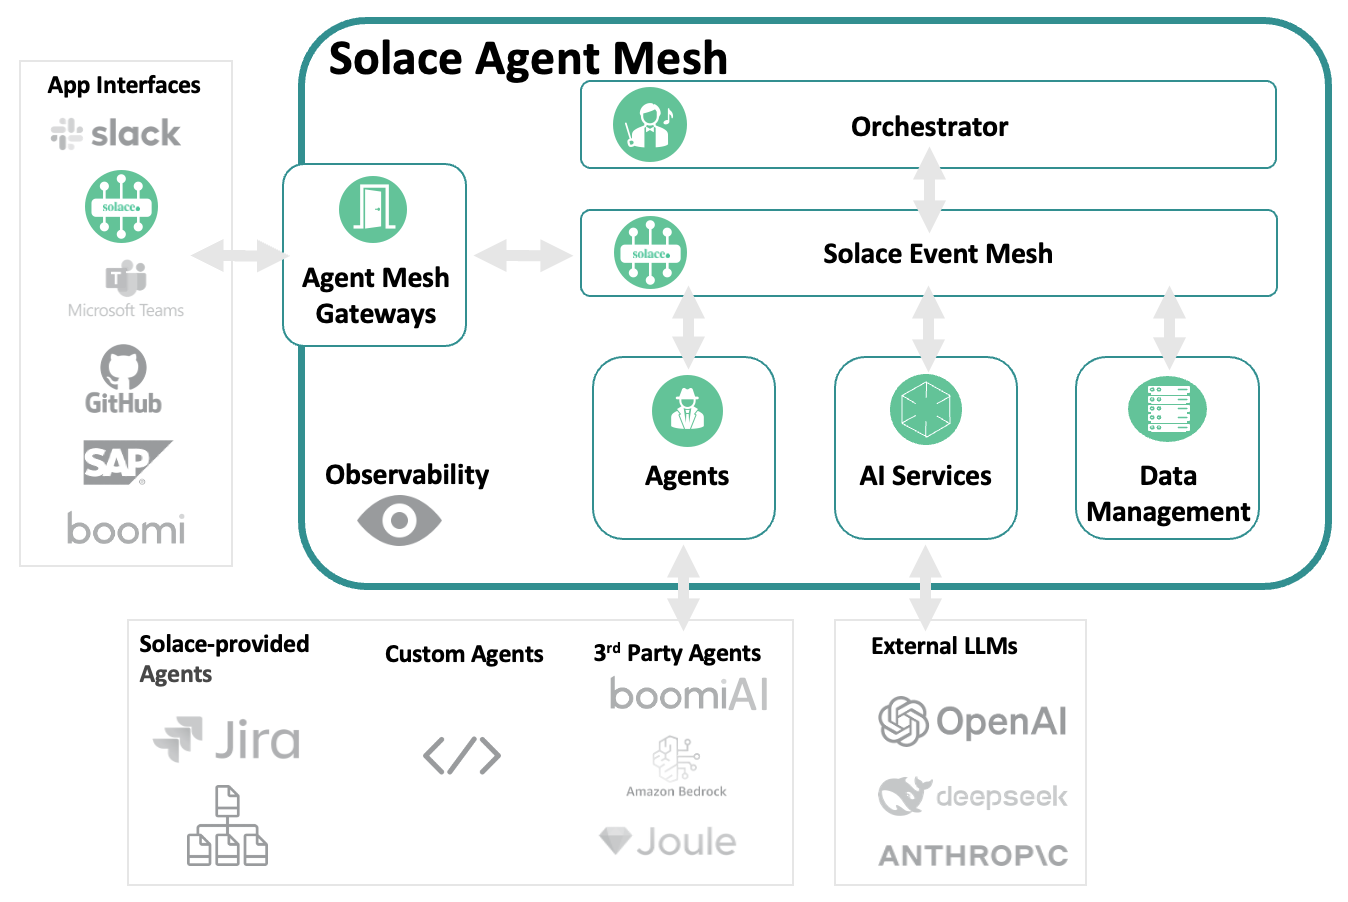 Solace Agent Mesh
App Interfaces
slack
solace.
Microsoft Teams
GitHub
SAP
boomi
Orchestrator
solace.
Solace Event Mesh
Agent Mesh
Gateways
Observability
Agents
AI Services
Data
Management
Solace-provided
Agents
Jira
Custom Agents
</>
3rd Party Agents
boomiAI
Amazon Bedrock
Joule
External LLMs
OpenAI
deepseek
ANTHROP\C